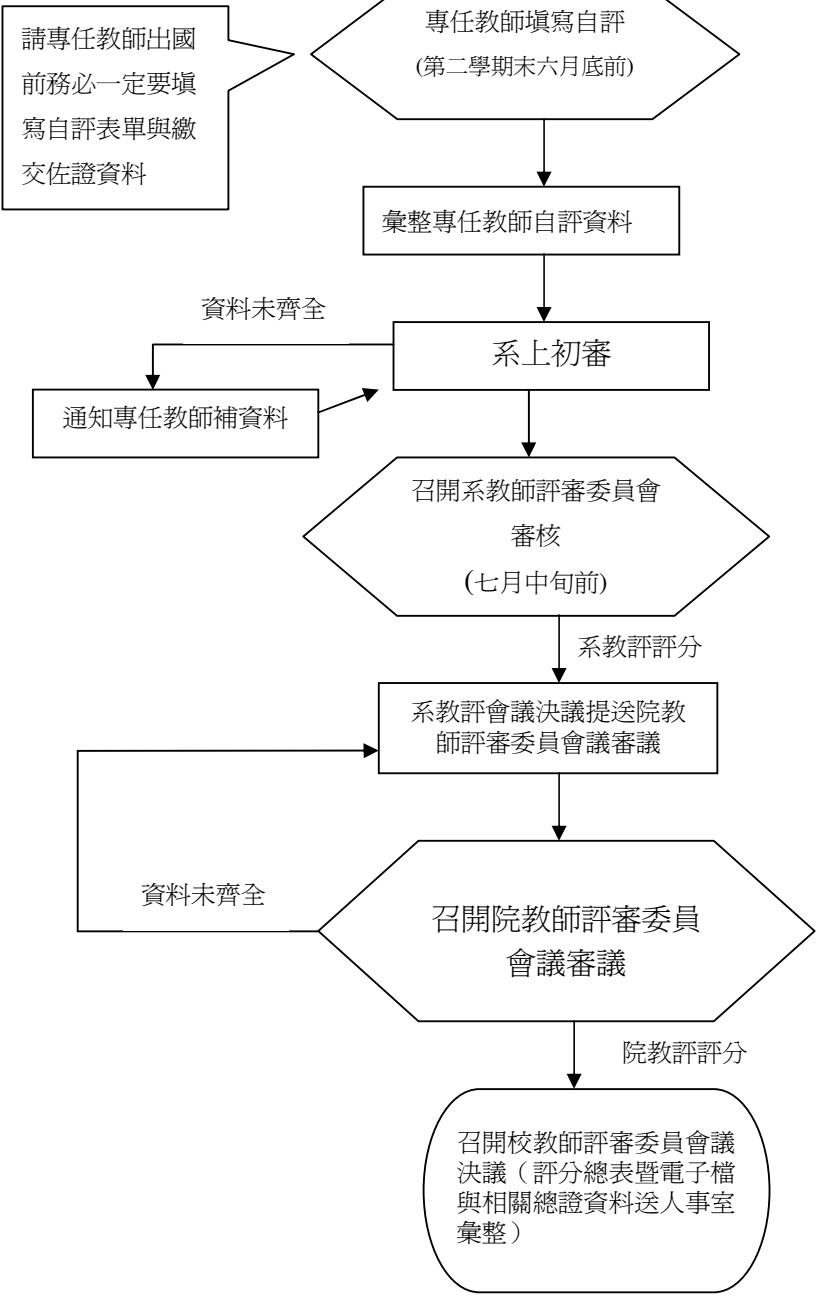 請專任教師出國
前務必一定要填
寫自評表單與繳
交佐證資料
專任教師填寫自評
(第二學期末六月底前)
彙整專任教師自評資料
資料未齊全
系上初審
通知專任教師補資料
召開系教師評審委員會
審核
(七月中旬前)
系教評評分
系教評會議決議提送院教
師評審委員會議審議
資料未齊全
召開院教師評審委員
會議審議
院教評評分
召開校教師評審委員會議
決議（評分總表暨電子檔
與相關總證資料送人事室
彙整）